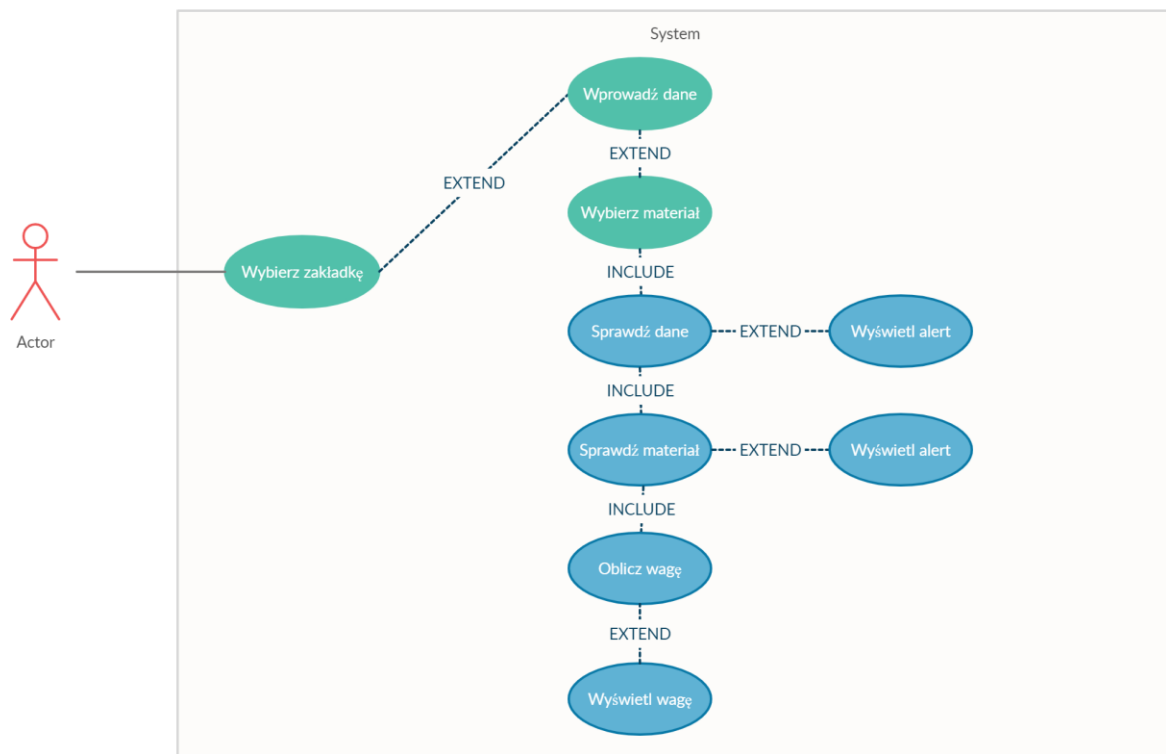 System
Wprowadź dane
EXTEND
EXTEND
Wybierz materiał
Wybierz zakladkę
INCLUDE
Actor
Sprawdź dane
EXTEND
Wyświetl alert
INCLUDE
Sprawdź materiał
EXTEND
Wyświetl alert
INCLUDE
Oblicz wagę
EXTEND
Wyświetl wagę